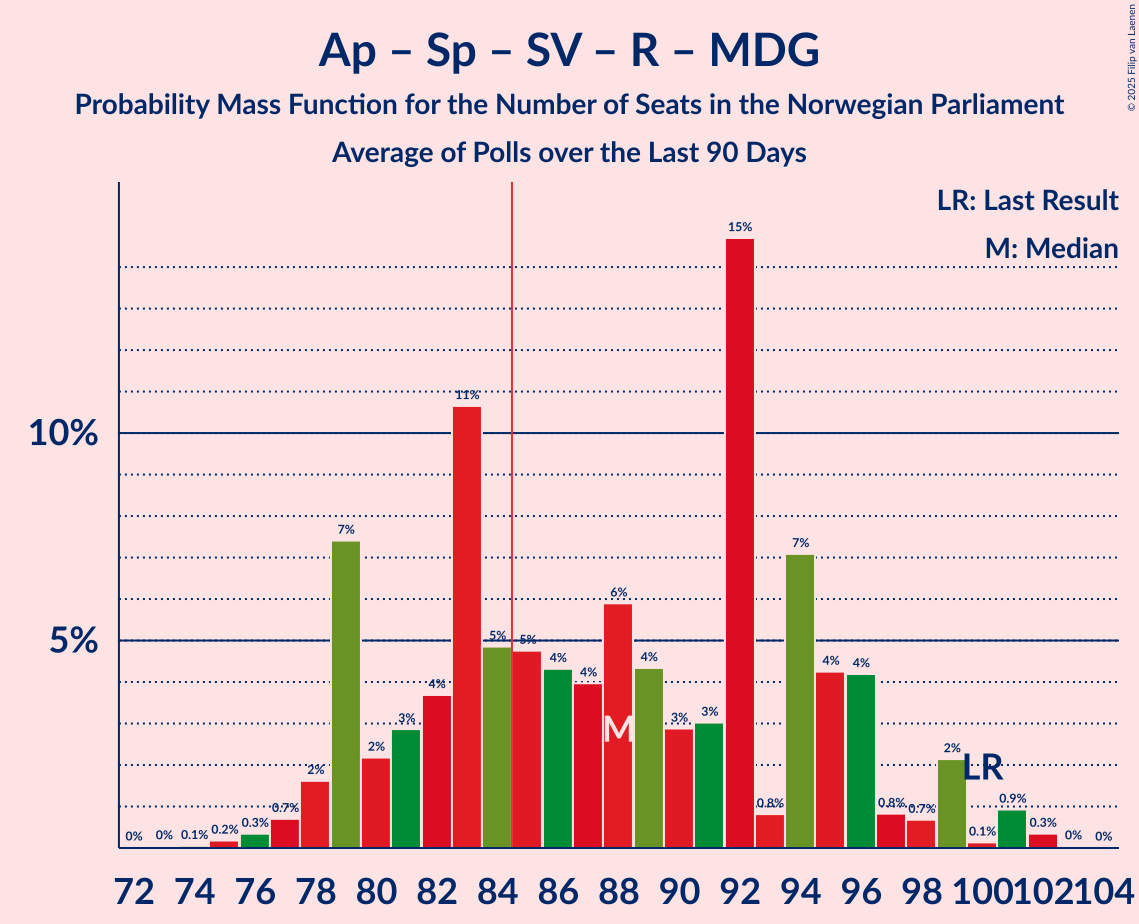 Ap – Sp – SV – R – MDG
Probability Mass Function for the Number of Seats in the Norwegian Parliament
Average of Polls over the Last 90 Days
© 2025 Filip van Laenen
LR: Last Result
M: Median
10%
5%
0% 0% 0.1% 0.2% 0.3% 0.7% 2% 7% 2% 3% 4% 11% 5% 5% 4% 4% 6% 4% 3% 3% 15% 0.8% 7% 4% 4% 0.8% 0.7% 2% 0.1% 0.9% 0.3% 0% 0%
M
LR
72 74 76 78 80 82 84 86 88 90 92 94 96 98 100 102 104